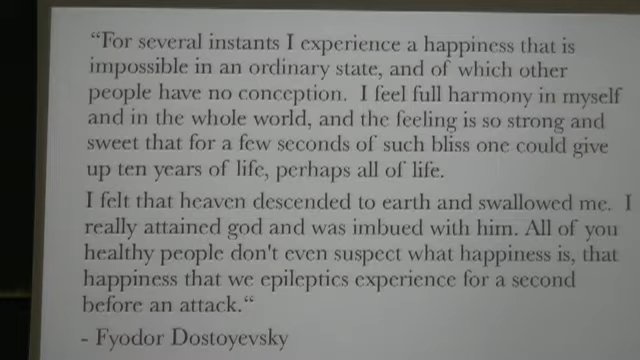 “For several instants I experience a happiness that is
impossible in an ordinary state, and of which other
people have no conception. I feel full harmony in myself
and in the whole world, and the feeling is so strong and
sweet that for a few seconds of such bliss one could give
up ten years of life, perhaps all of life.
I felt that heaven descended to earth and swallowed me. I
really attained god and was imbued with him. All of you
healthy people don't even suspect what happiness is, that
happiness that we epileptics experience for a second
before an attack.“
- Fyodor Dostoyevsky